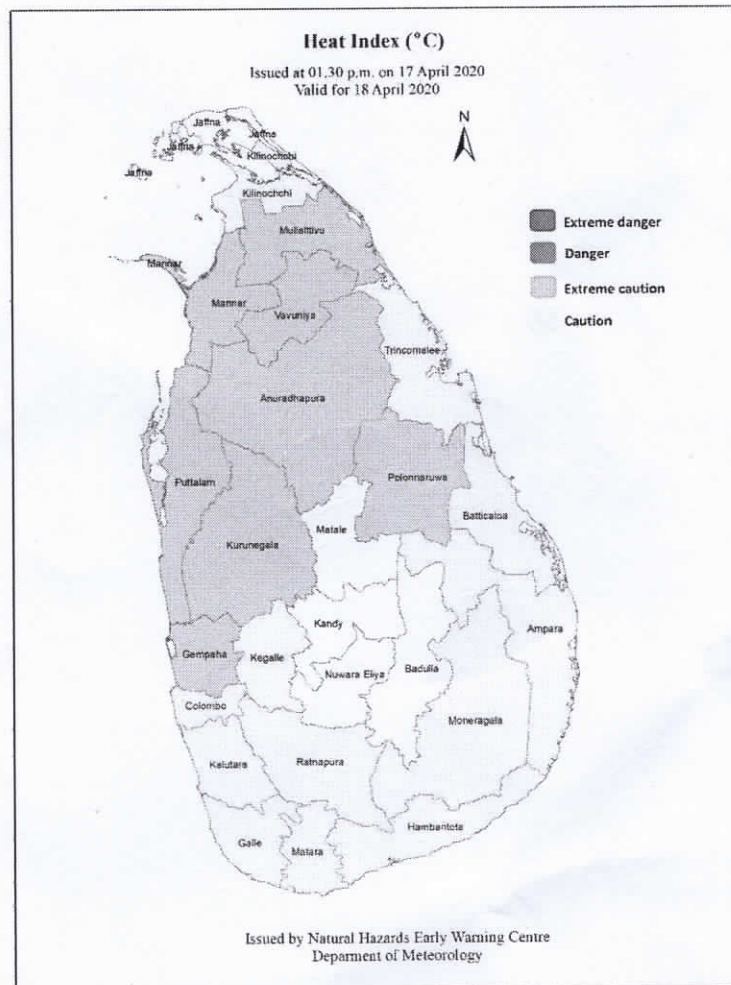 Heat Index (°C)
Issued at 01.30 p.m. on 17 April 2020
Valid for 18 April 2020
N
Jaffna
Jaffna
Jaffna
Kilinochchi
Jaffna
Kilinochchi
Extreme danger
Danger
Extreme caution
Caution
Mullaittivu
Mannar
Mannar
Vavuniya
Trincomalee
Anuradhapura
Puttalam
Polonnaruwa
Batticaloa
Matale
Kurunegala
Kandy
Ampara
Gampaha
Kegalle
Nuwara Eliya
Badulla
Colombo
Moneragala
Kalutara
Ratnapura
Hambantota
Galle
Matara
Issued by Natural Hazards Early Warning Centre
Deparment of Meteorology